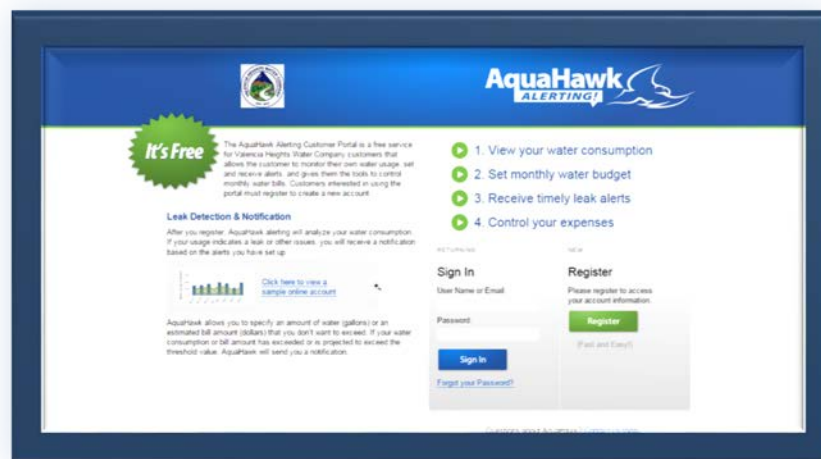 AquaHawk
ALERTING!
It's Free
The AquaHawk Alerting Customer Portal is a free service
for Valencia Heights Water Company customers that
allows the customer to monitor their own water usage, set
and receive alerts, and gives them the tools to control
monthly water bills. Customers interested in using the
portal must register to create a new account
Leak Detection & Notification
After you register, AquaHawk alerting will analyze your water consumption.
If your usage indicates a leak or other issues, you will receive a notification
based on the alerts you have set up
Click here to view a
sample online account
AquaHawk allows you to specify an amount of water (gallons) or an
estimated bill amount (dollars) that you don't want to exceed. If your water
consumption or bill amount has exceeded or is projected to exceed the
threshold value, AquaHawk will send you a notification.
1. View your water consumption
2. Set monthly water budget
3. Receive timely leak alerts
4. Control your expenses
RETURNING
Sign In
User Name or Email
Password
Sign In
Forgot your Password?
NEW
Register
Please register to access
your account information.
Register
(Fast and Easy!)
Questions about